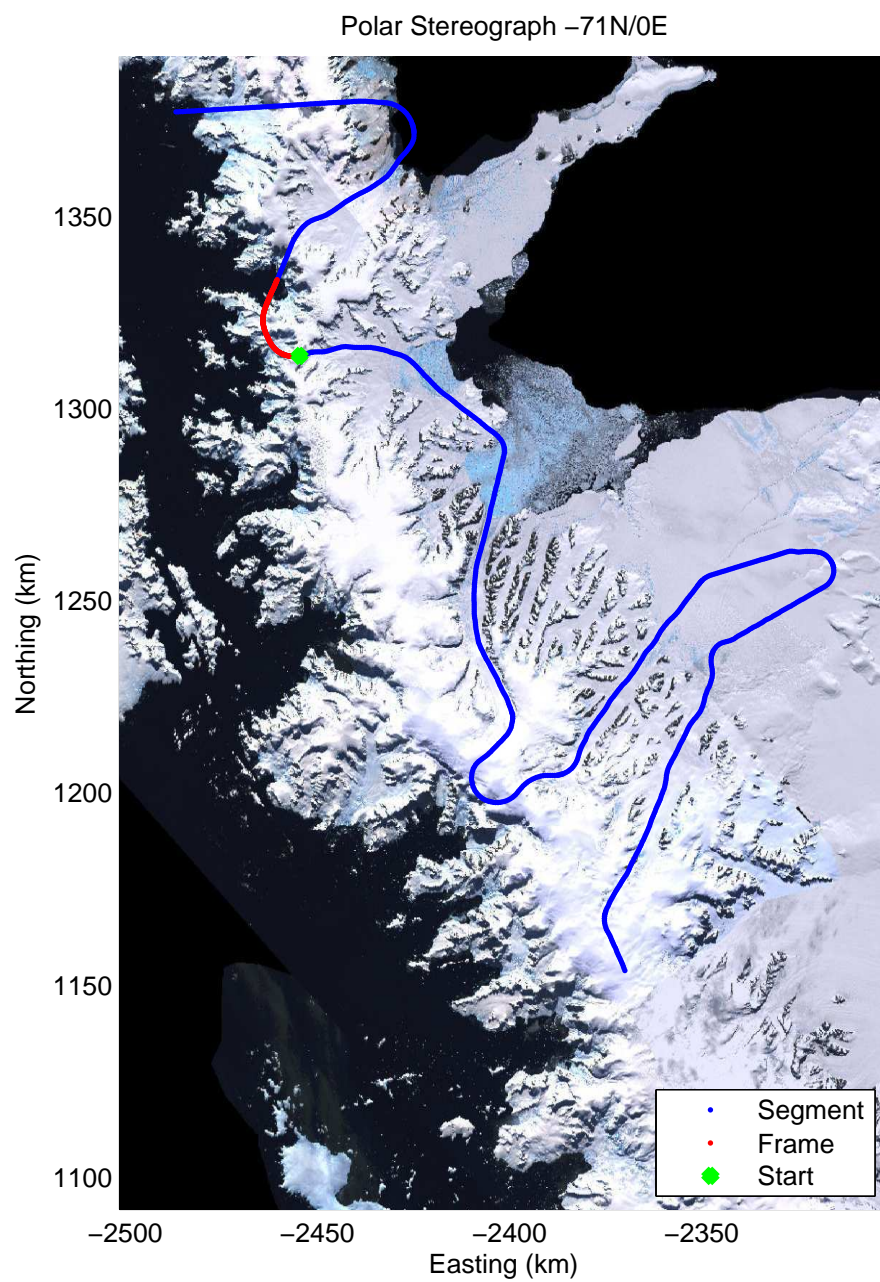 Polar Stereograph −71N/0E
1350
1300
1250
1200
1150
1100
Northing (km)
Segment
Frame
Start
−2500
−2450
−2400
−2350
Easting (km)